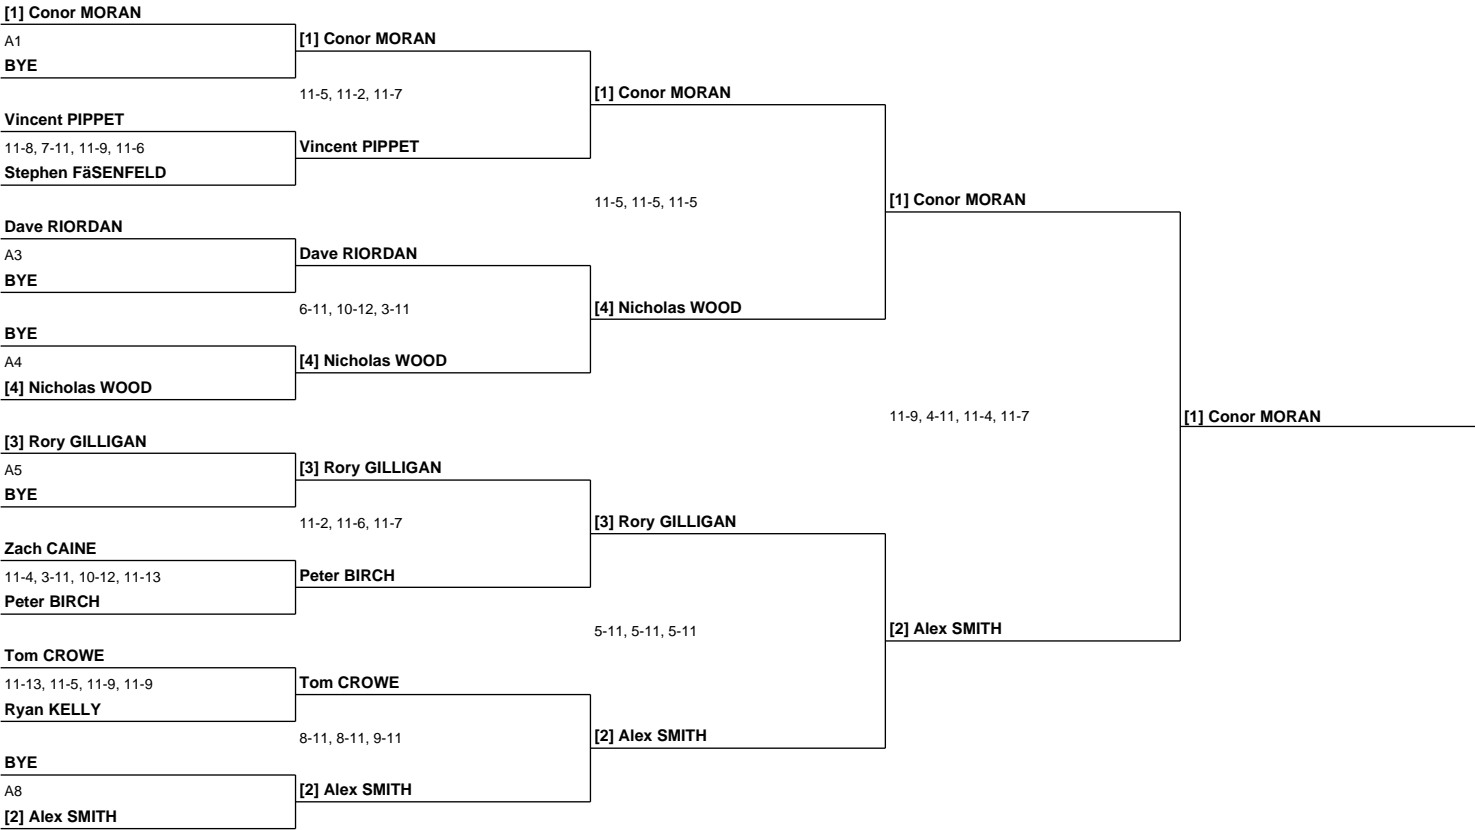 [1] Conor MORAN
A1
BYE
Vincent PIPPET
11-8, 7-11, 11-9, 11-6
Stephen FäSENFELD
Dave RIORDAN
A3
BYE
BYE
A4
[4] Nicholas WOOD
[3] Rory GILLIGAN
A5
BYE
Zach CAINE
11-4, 3-11, 10-12, 11-13
Peter BIRCH
Tom CROWE
11-13, 11-5, 11-9, 11-9
Ryan KELLY
BYE
A8
[2] Alex SMITH
[1] Conor MORAN
11-5, 11-2, 11-7
Vincent PIPPET
Dave RIORDAN
6-11, 10-12, 3-11
[4] Nicholas WOOD
[3] Rory GILLIGAN
11-2, 11-6, 11-7
Peter BIRCH
Tom CROWE
8-11, 8-11, 9-11
[2] Alex SMITH
[1] Conor MORAN
11-5, 11-5, 11-5
[4] Nicholas WOOD
[3] Rory GILLIGAN
5-11, 5-11, 5-11
[2] Alex SMITH
[1] Conor MORAN
11-9, 4-11, 11-4, 11-7
[2] Alex SMITH
[1] Conor MORAN